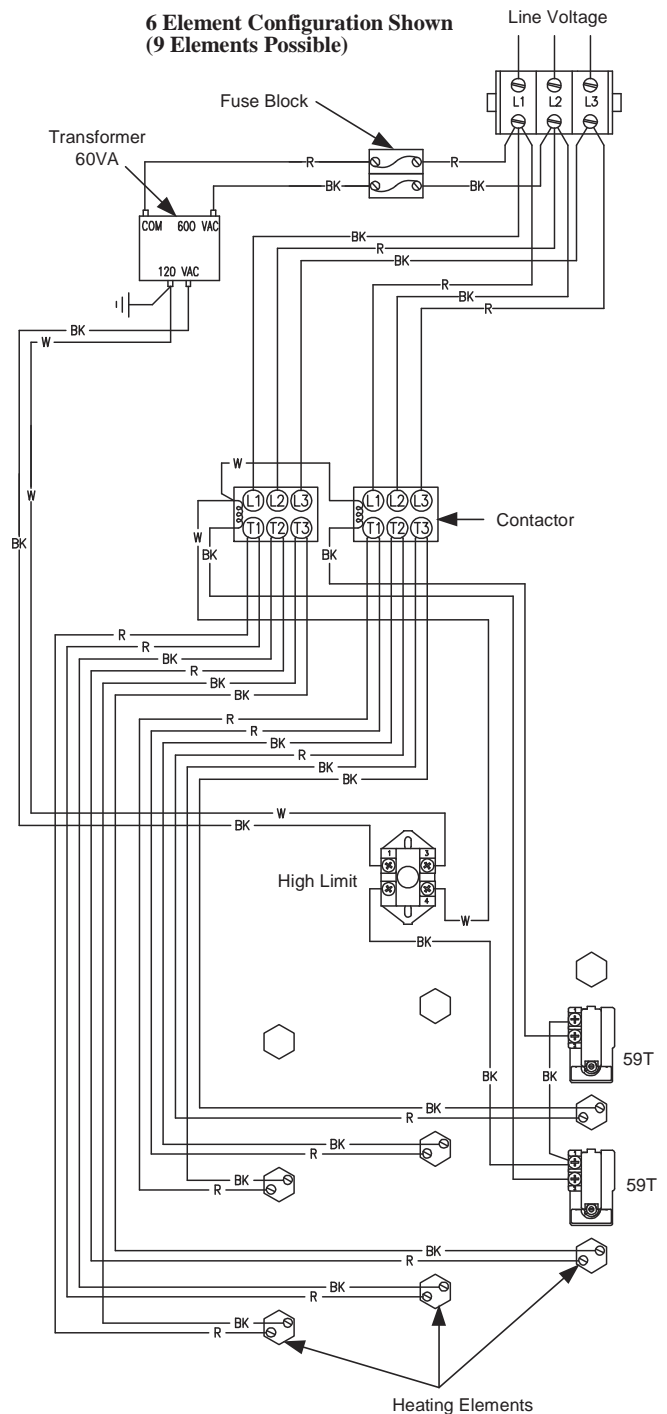 6 Element Configuration Shown
(9 Elements Possible)
Line Voltage
L1 L2 L3
Fuse Block
Transformer
60VA
R R
BK BK
COM 600 VAC
120 VAC
BK
R
BK
R
BK
R
BK
W
W
BK
W
L1 L2 L3
T1 T2 T3
W
BK
W
L1 L2 L3
T1 T2 T3
BK
Contactor
R
R
BK
R
BK
BK
R
R
BK
R
BK
BK
W
BK
1 3
4
High Limit
W
BK
59T
BK
BK
BK
R
BK
R
BK
R
59T
BK
R
BK
R
BK
R
Heating Elements